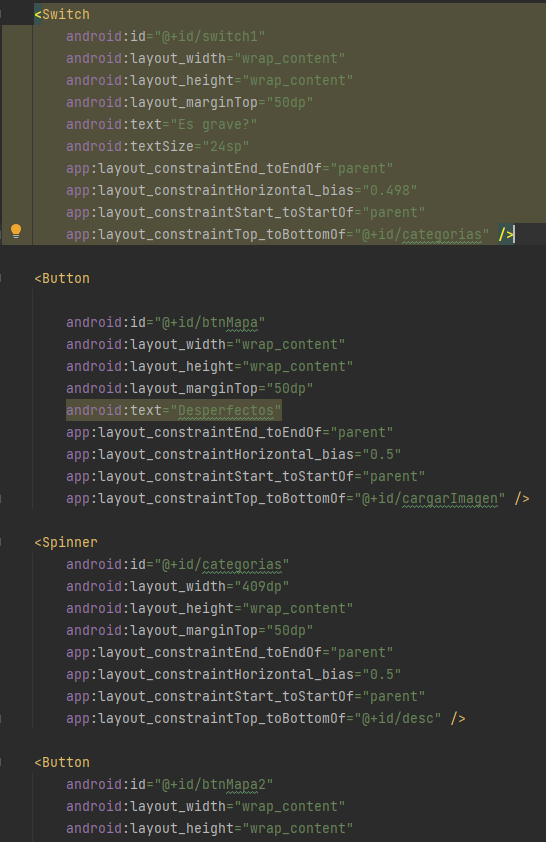 <Switch
android:id="@+id/switch1"
android:layout_width="wrap_content"
android:layout_height="wrap_content"
android:layout_marginTop="50dp"
android:text="Es grave?"
android:textSize="24sp"
app:layout_constraintEnd_toEndOf="parent"
app:layout_constraintHorizontal_bias="0.498"
app:layout_constraintStart_toStartOf="parent"
app:layout_constraintTop_toBottomOf="@+id/categorias" />
<Button
android:id="@+id/btnMapa"
android:layout_width="wrap_content"
android:layout_height="wrap_content"
android:layout_marginTop="50dp"
android:text="Desperfectos"
app:layout_constraintEnd_toEndOf="parent"
app:layout_constraintHorizontal_bias="0.5"
app:layout_constraintStart_toStartOf="parent"
app:layout_constraintTop_toBottomOf="@+id/cargarImagen" />
<Spinner
android:id="@+id/categorias"
android:layout_width="409dp"
android:layout_height="wrap_content"
android:layout_marginTop="50dp"
app:layout_constraintEnd_toEndOf="parent"
app:layout_constraintHorizontal_bias="0.5"
app:layout_constraintStart_toStartOf="parent"
app:layout_constraintTop_toBottomOf="@+id/desc" />
<Button
android:id="@+id/btnMapa2"
android:layout_width="wrap_content"
android:layout_height="wrap_content"